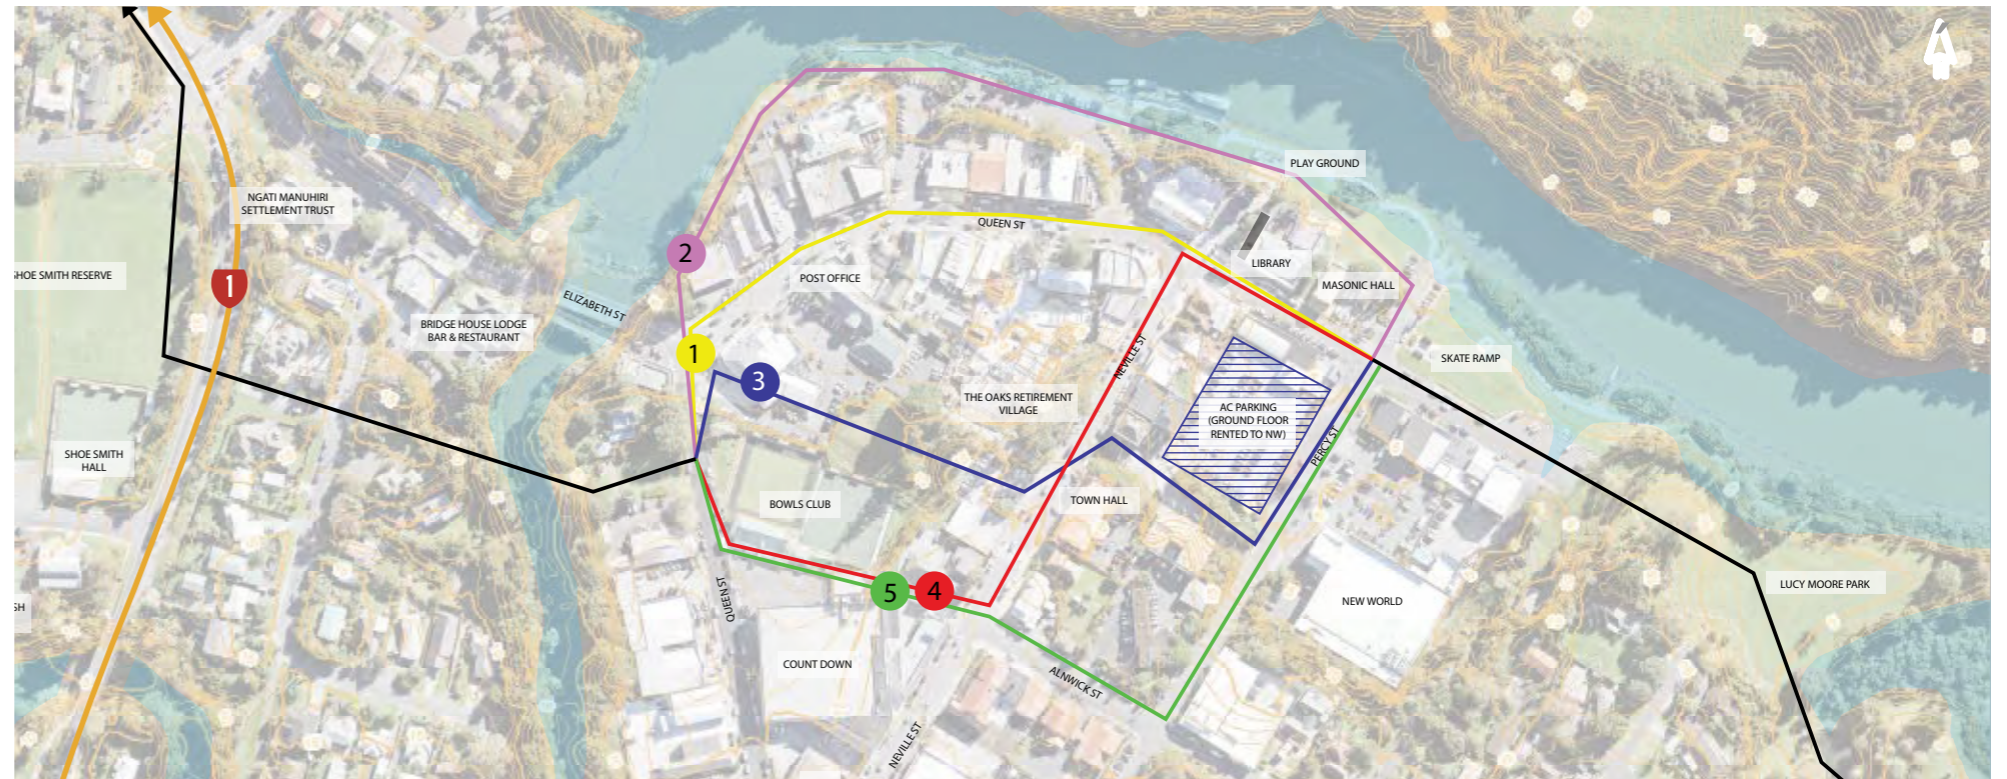 PLAY GROUND
NGATI MANUHIRI
SETTLEMENT TRUST
QUEEN ST
2
LIBRARY
SHOE SMITH RESERVE
POST OFFICE
MASONIC HALL
1
ELIZABETH ST
BRIDGE HOUSE LODGE
BAR & RESTAURANT
1
NEVILLE ST
SKATE RAMP
3
THE OAKS RETIREMENT
VILLAGE
AC PARKING
(GROUND FLOOR
RENTED TO NW)
PERCY ST
SHOE SMITH
HALL
BOWLS CLUB
TOWN HALL
5
4
QUEEN ST
LUCY MOORE PARK
NEW WORLD
SH
COUNT DOWN
ALNWICK ST
NEVILLE ST